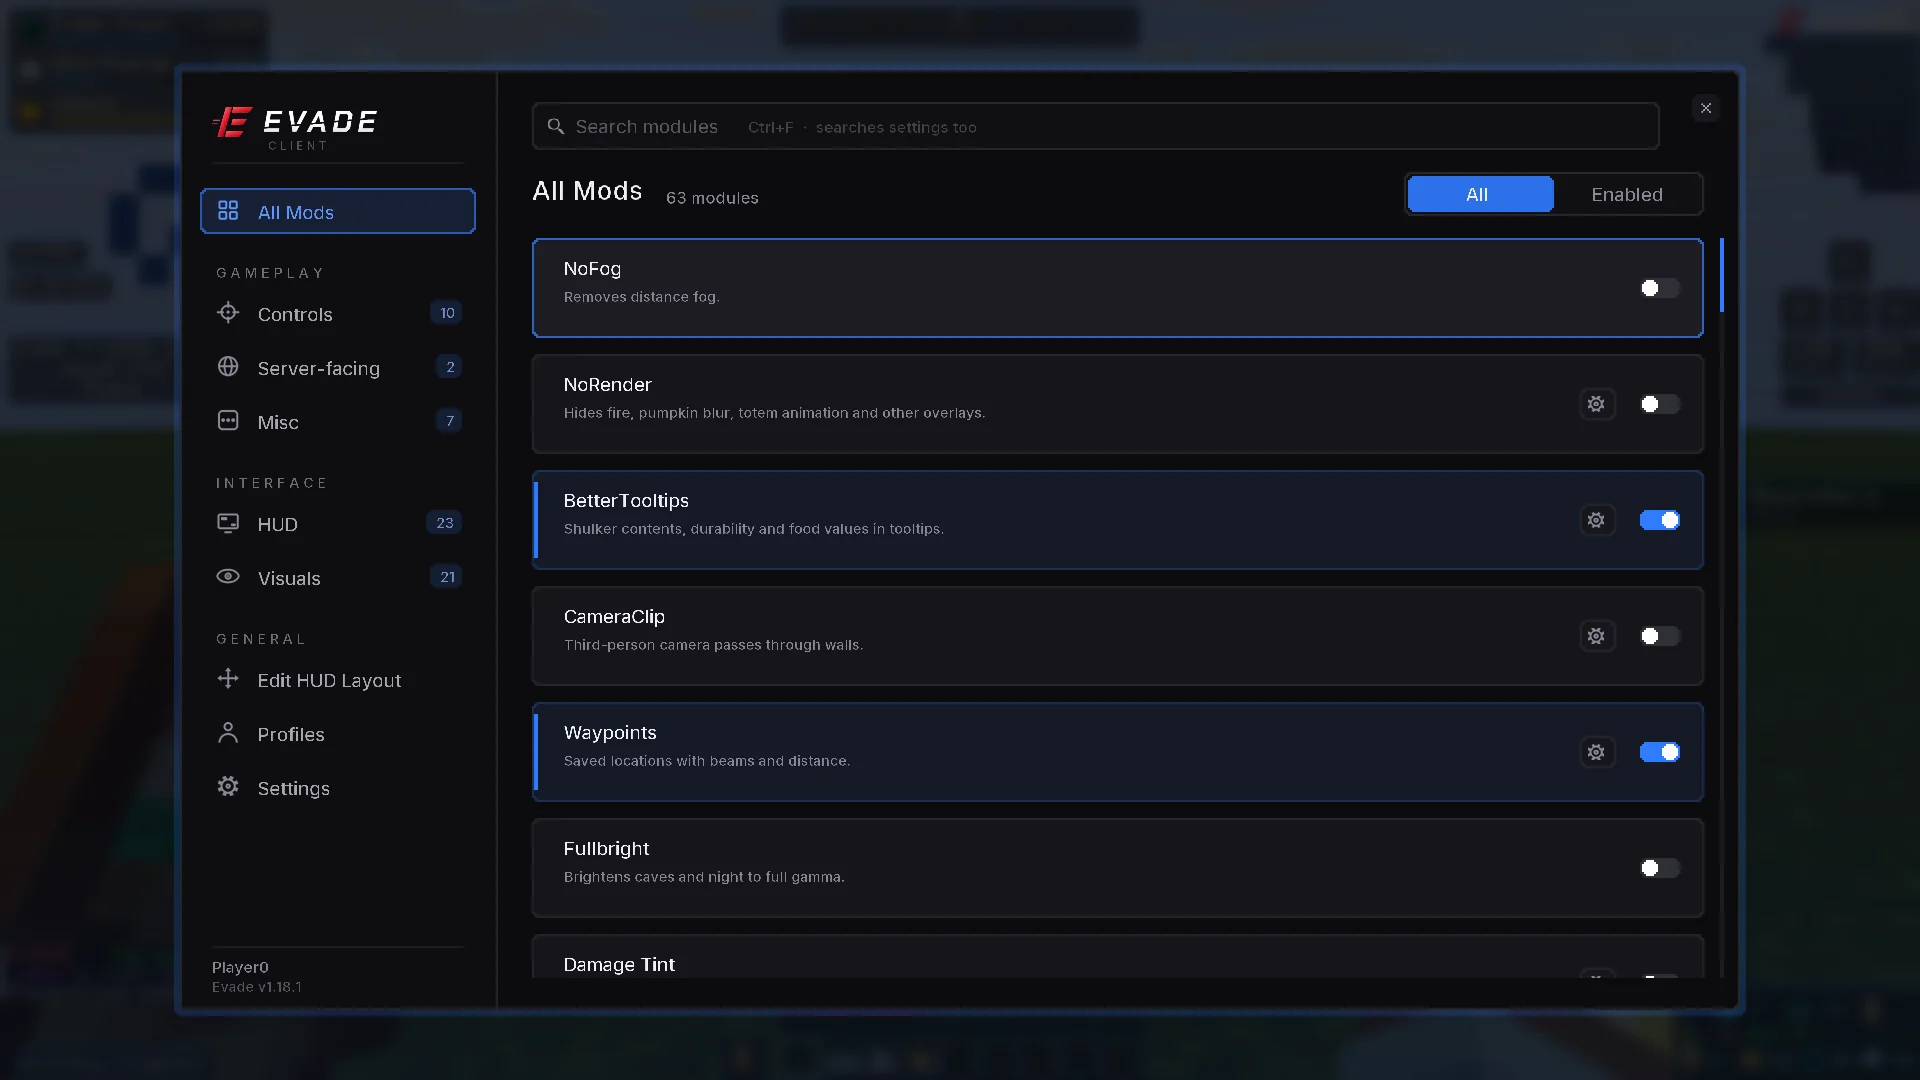 EVADE
CLIENT
All Mods
GAMEPLAY
Controls 10
Server-facing 2
Misc 7
INTERFACE
HUD 23
Visuals 21
GENERAL
Edit HUD Layout
Profiles
Settings
Player0
Evade v1.18.1
Search modules Ctrl+F · searches settings too
All Mods 63 modules
All Enabled
NoFog
Removes distance fog.
NoRender
Hides fire, pumpkin blur, totem animation and other overlays.
BetterTooltips
Shulker contents, durability and food values in tooltips.
CameraClip
Third-person camera passes through walls.
Waypoints
Saved locations with beams and distance.
Fullbright
Brightens caves and night to full gamma.
Damage Tint